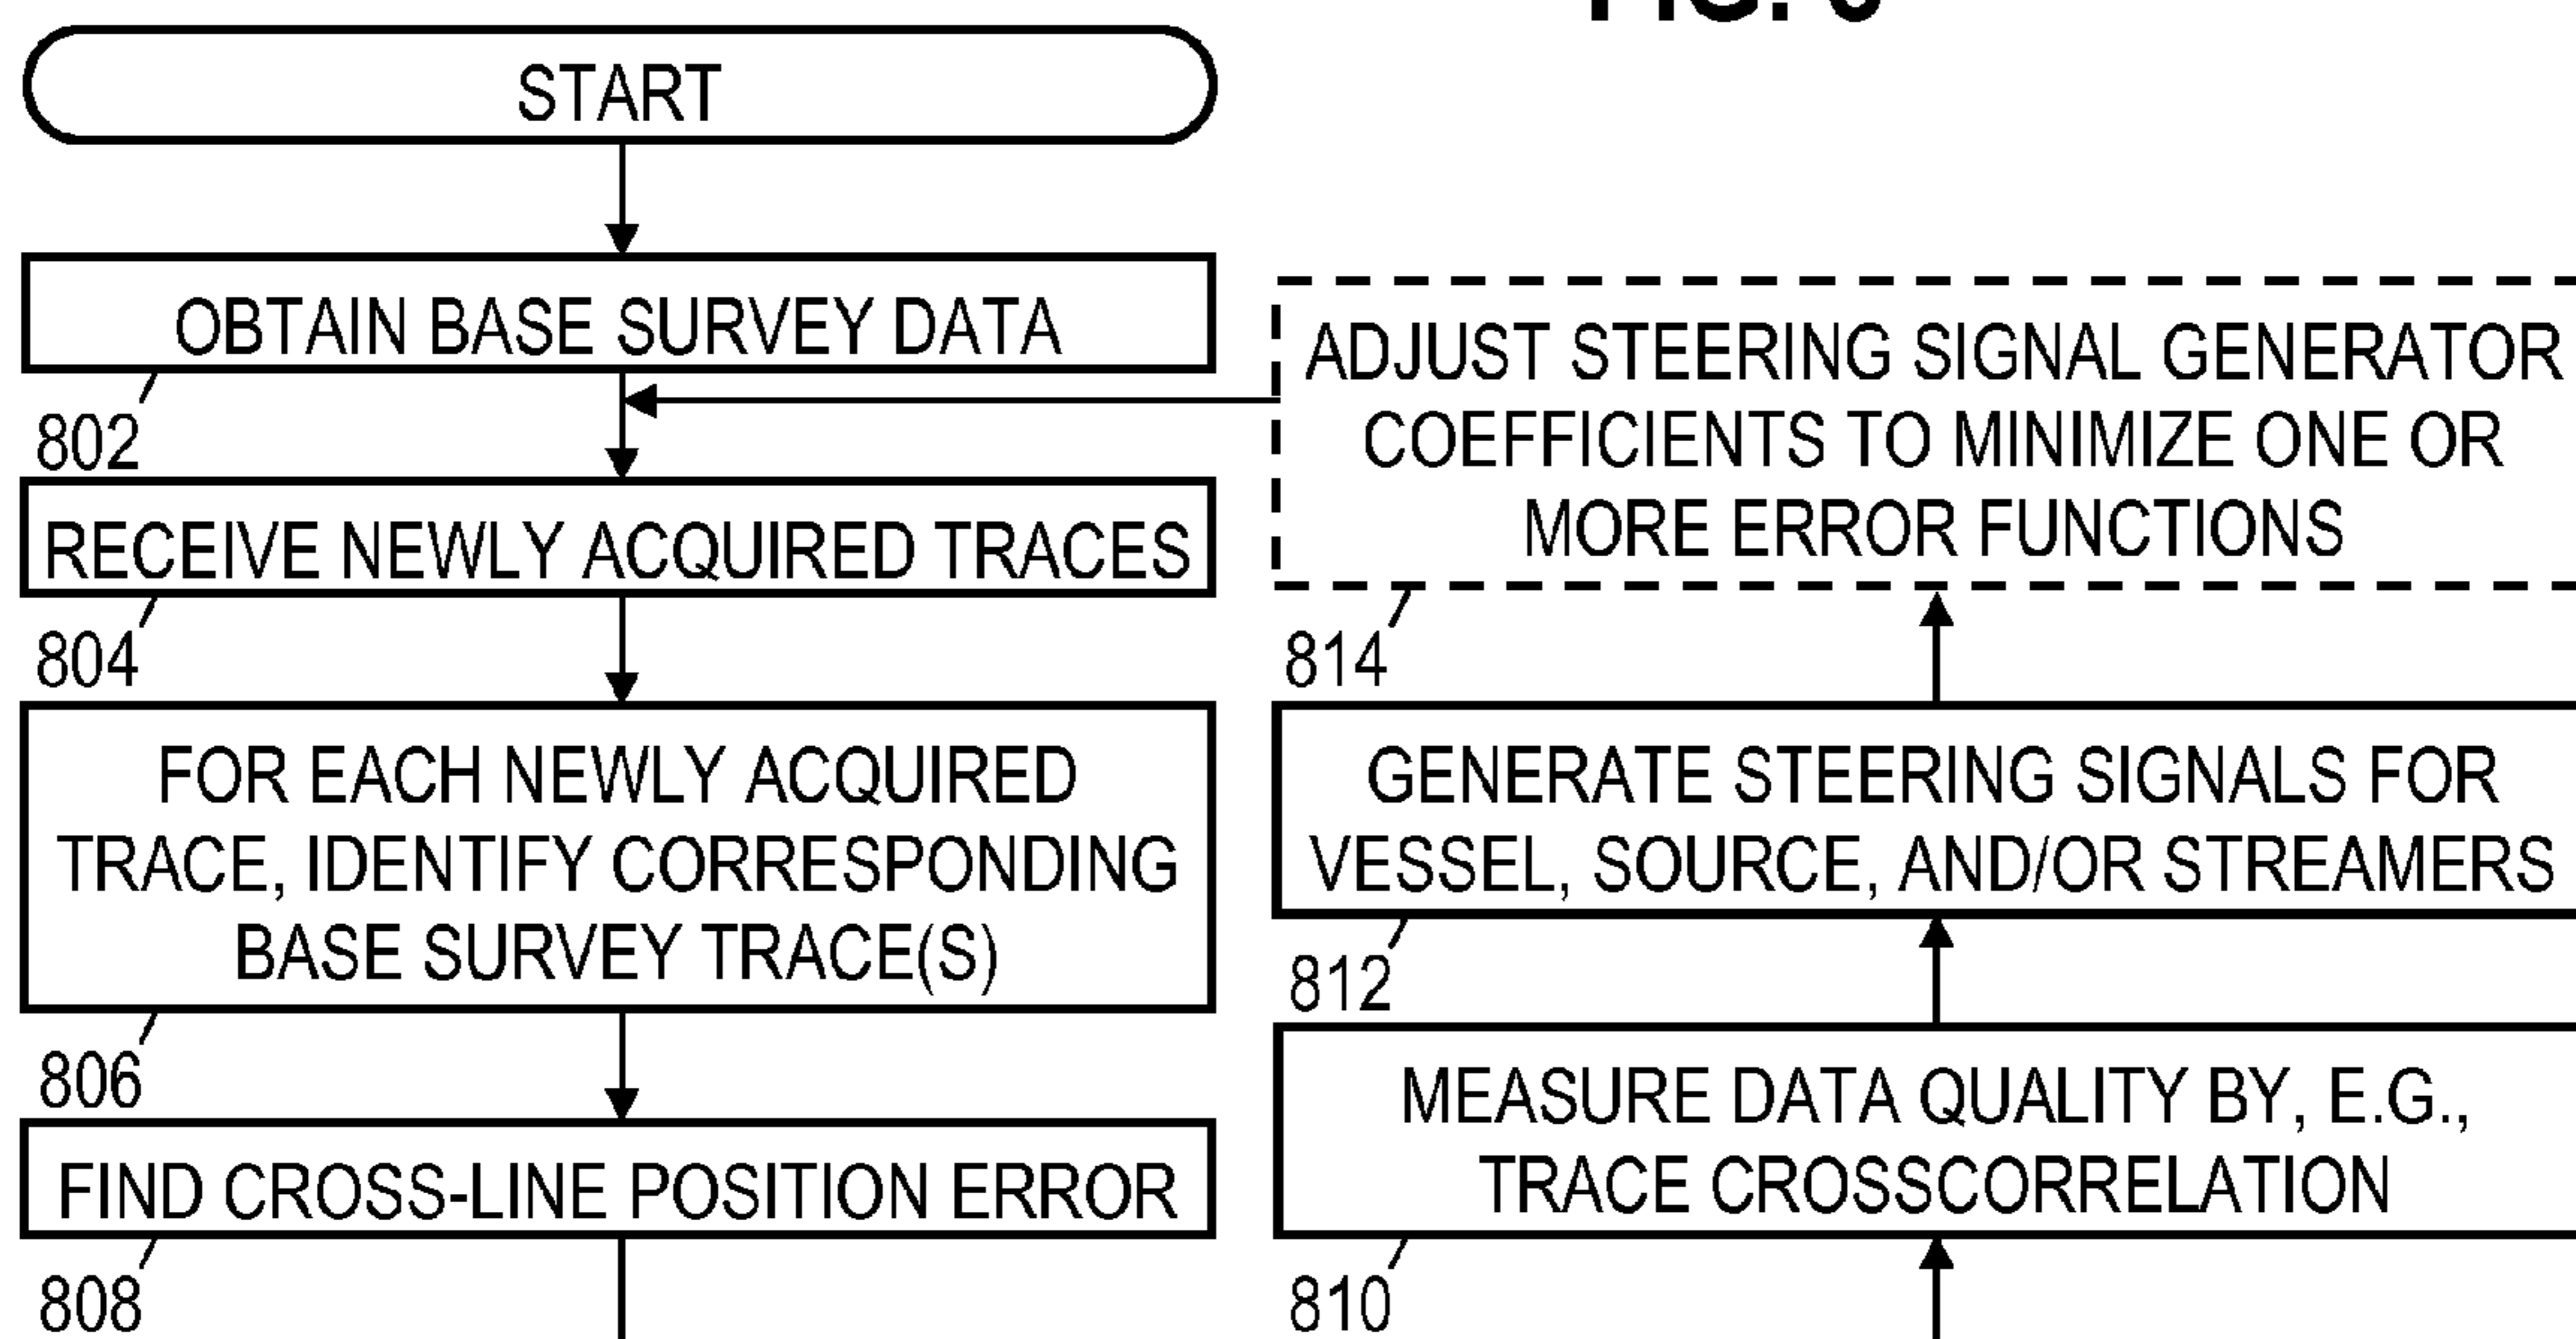 START
OBTAIN BASE SURVEY DATA
802
RECEIVE NEWLY ACQUIRED TRACES
804
FOR EACH NEWLY ACQUIRED
TRACE, IDENTIFY CORRESPONDING
BASE SURVEY TRACE(S)
806
FIND CROSS-LINE POSITION ERROR
808
ADJUST STEERING SIGNAL GENERATOR
COEFFICIENTS TO MINIMIZE ONE OR
MORE ERROR FUNCTIONS
814
GENERATE STEERING SIGNALS FOR
VESSEL, SOURCE, AND/OR STREAMERS
812
MEASURE DATA QUALITY BY, E.G.,
TRACE CROSSCORRELATION
810